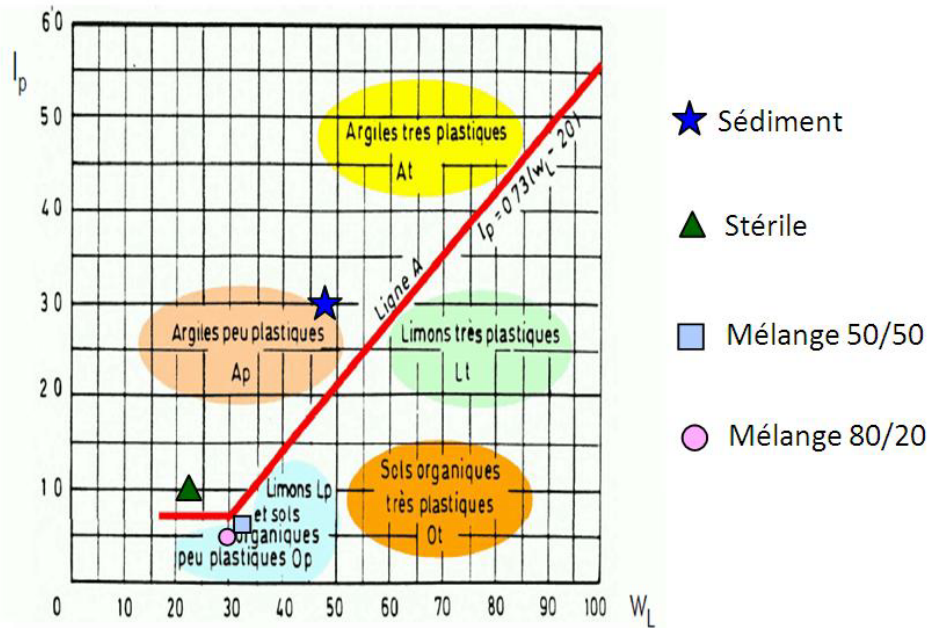 60
Ip
50
40
30
20
10
0
Argiles tres plastiques
At
Ip = 0.73 (WL - 20)
Ligne A
Argiles peu plastiques
Ap
Limons très plastiques
Lt
Limons Lp
et sols
organiques
peu plastiques Op
Sols organiques
très plastiques
Ot
0 10 20 30 40 50 60 70 80 90 100 WL
Sédiment
Stérile
Mélange 50/50
Mélange 80/20